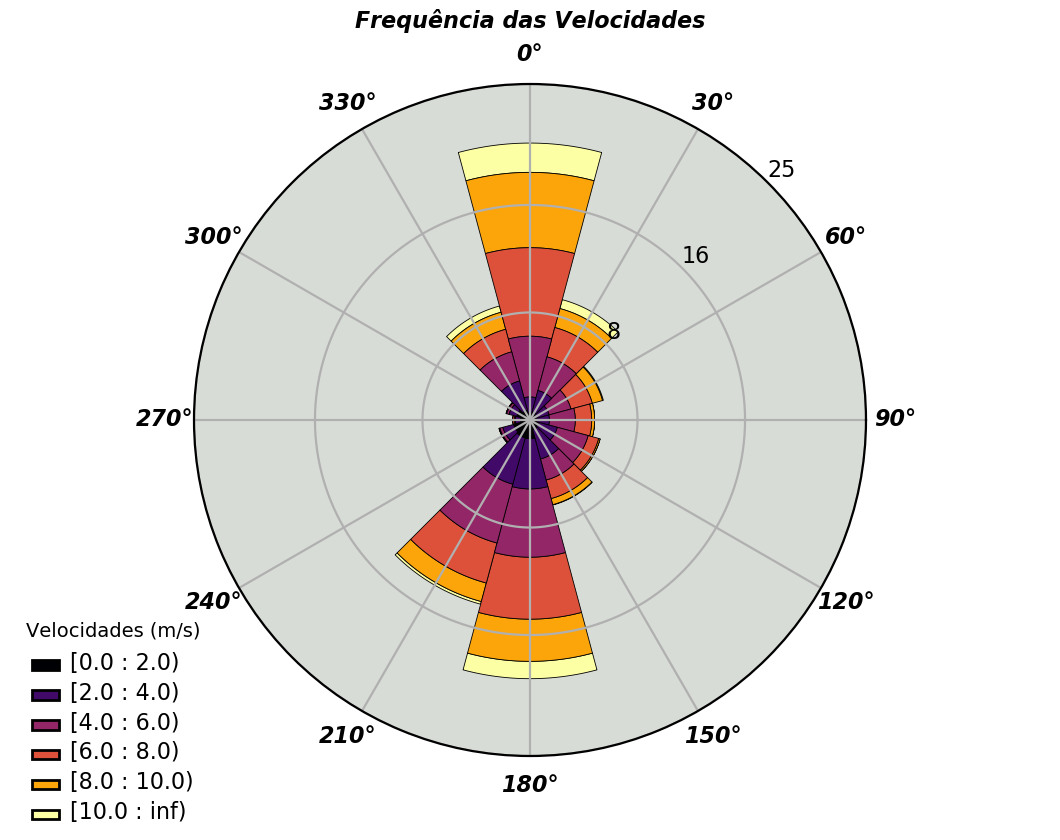 Frequência das Velocidades
0°
330°
30°
25
300°
60°
16
8
270°
90°
240°
120°
210°
150°
180°
Velocidades (m/s)
[0.0 : 2.0)
[2.0 : 4.0)
[4.0 : 6.0)
[6.0 : 8.0)
[8.0 : 10.0)
[10.0 : inf)